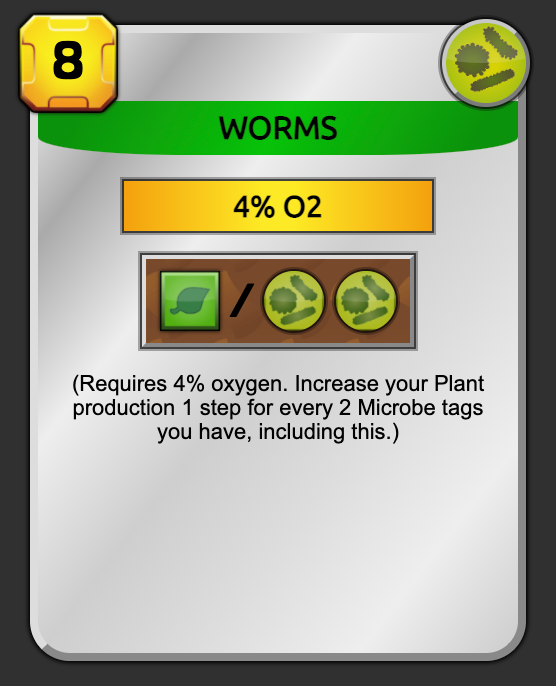 8
WORMS
4% O2
/
(Requires 4% oxygen. Increase your Plant
production 1 step for every 2 Microbe tags
you have, including this.)